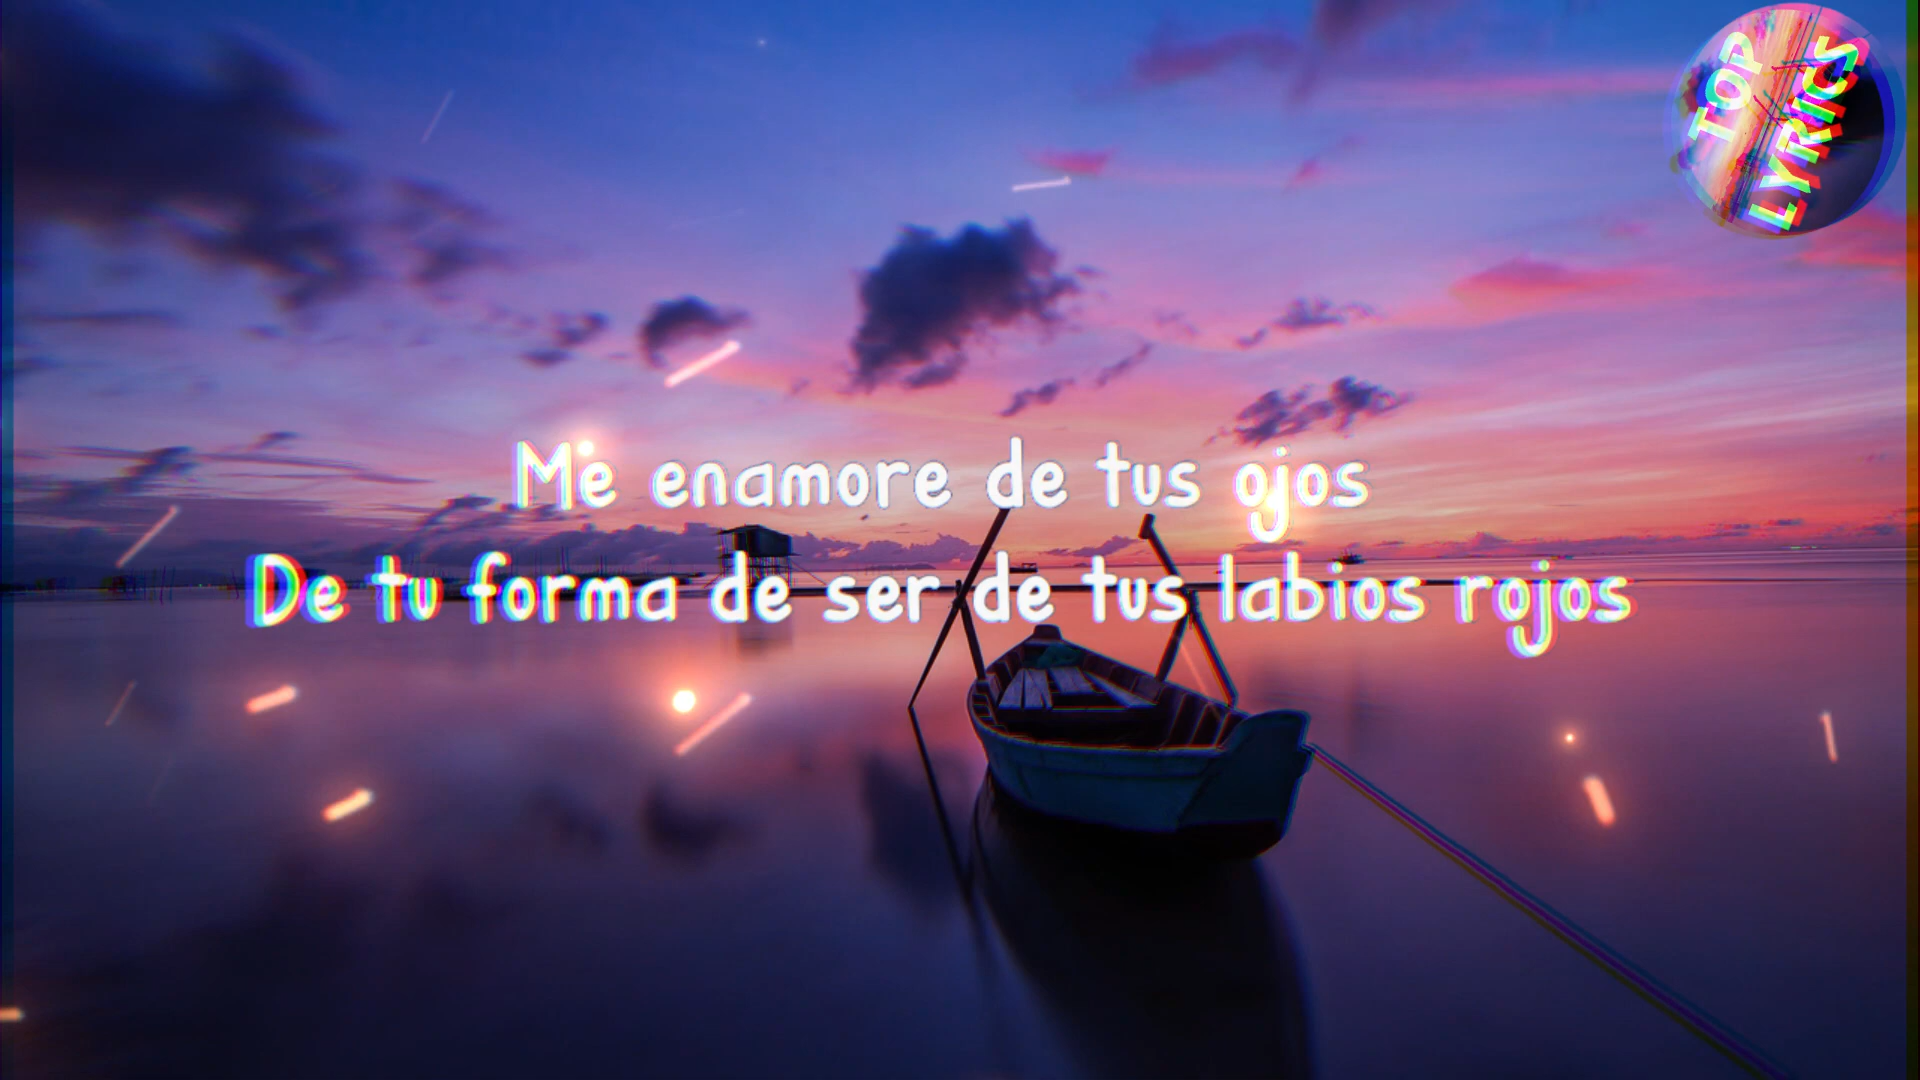 TOP
LYRICS
Me enamore de tus ojos
De tu forma de ser de tus labios rojos